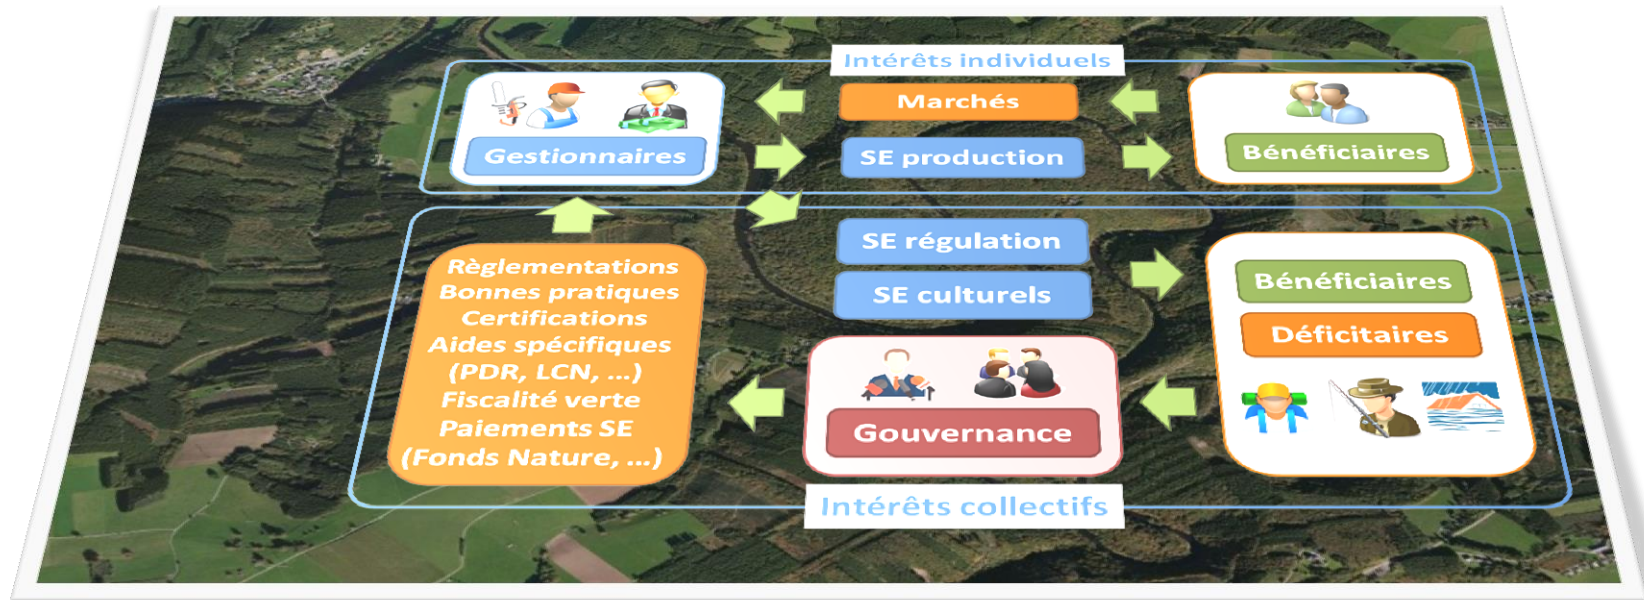 Intérêts individuels
Gestionnaires
Marchés
SE production
Bénéficiaires
Règlementations
Bonnes pratiques
Certifications
Aides spécifiques
(PDR, LCN, ...)
Fiscalité verte
Paiements SE
(Fonds Nature, ...)
SE régulation
SE culturels
Gouvernance
Bénéficiaires
Déficitaires
Intérêts collectifs